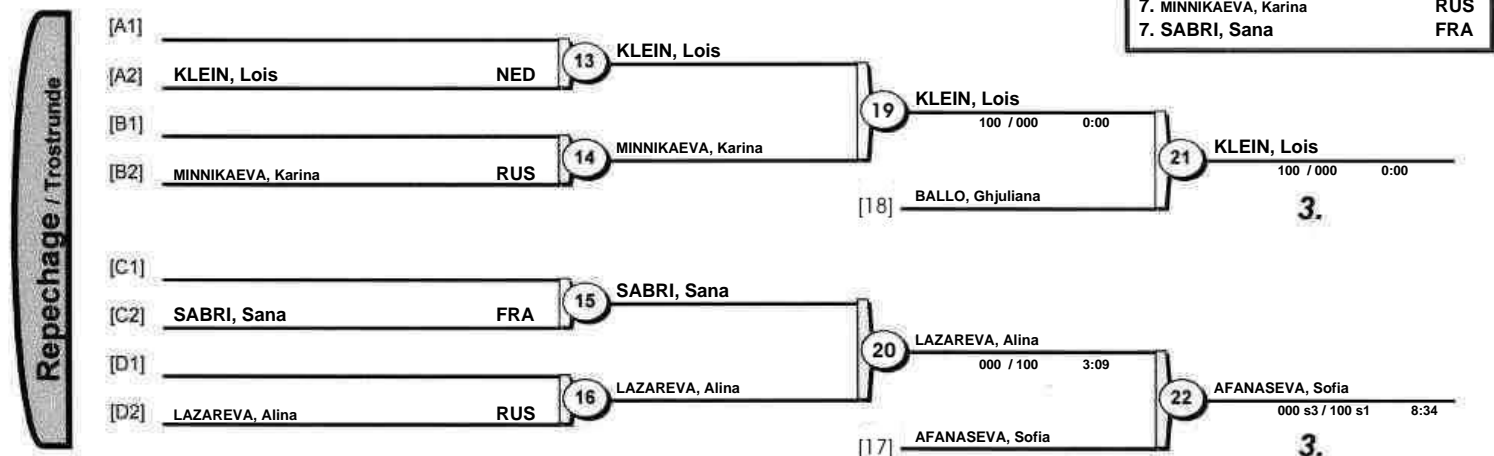 7. MINNIKAEVA, Karina RUS
7. SABRI, Sana FRA
Repechage / Trostrunde
[A1]
[A2] KLEIN, Lois NED
13 KLEIN, Lois
[B1]
[B2] MINNIKAEVA, Karina RUS
14 MINNIKAEVA, Karina
19 KLEIN, Lois
100 / 000 0:00
[18] BALLO, Ghjuliana
21 KLEIN, Lois
100 / 000 0:00
3.
[C1]
[C2] SABRI, Sana FRA
15 SABRI, Sana
[D1]
[D2] LAZAREVA, Alina RUS
16 LAZAREVA, Alina
20 LAZAREVA, Alina
000 / 100 3:09
[17] AFANASEVA, Sofia
22 AFANASEVA, Sofia
000 s3 / 100 s1 8:34
3.